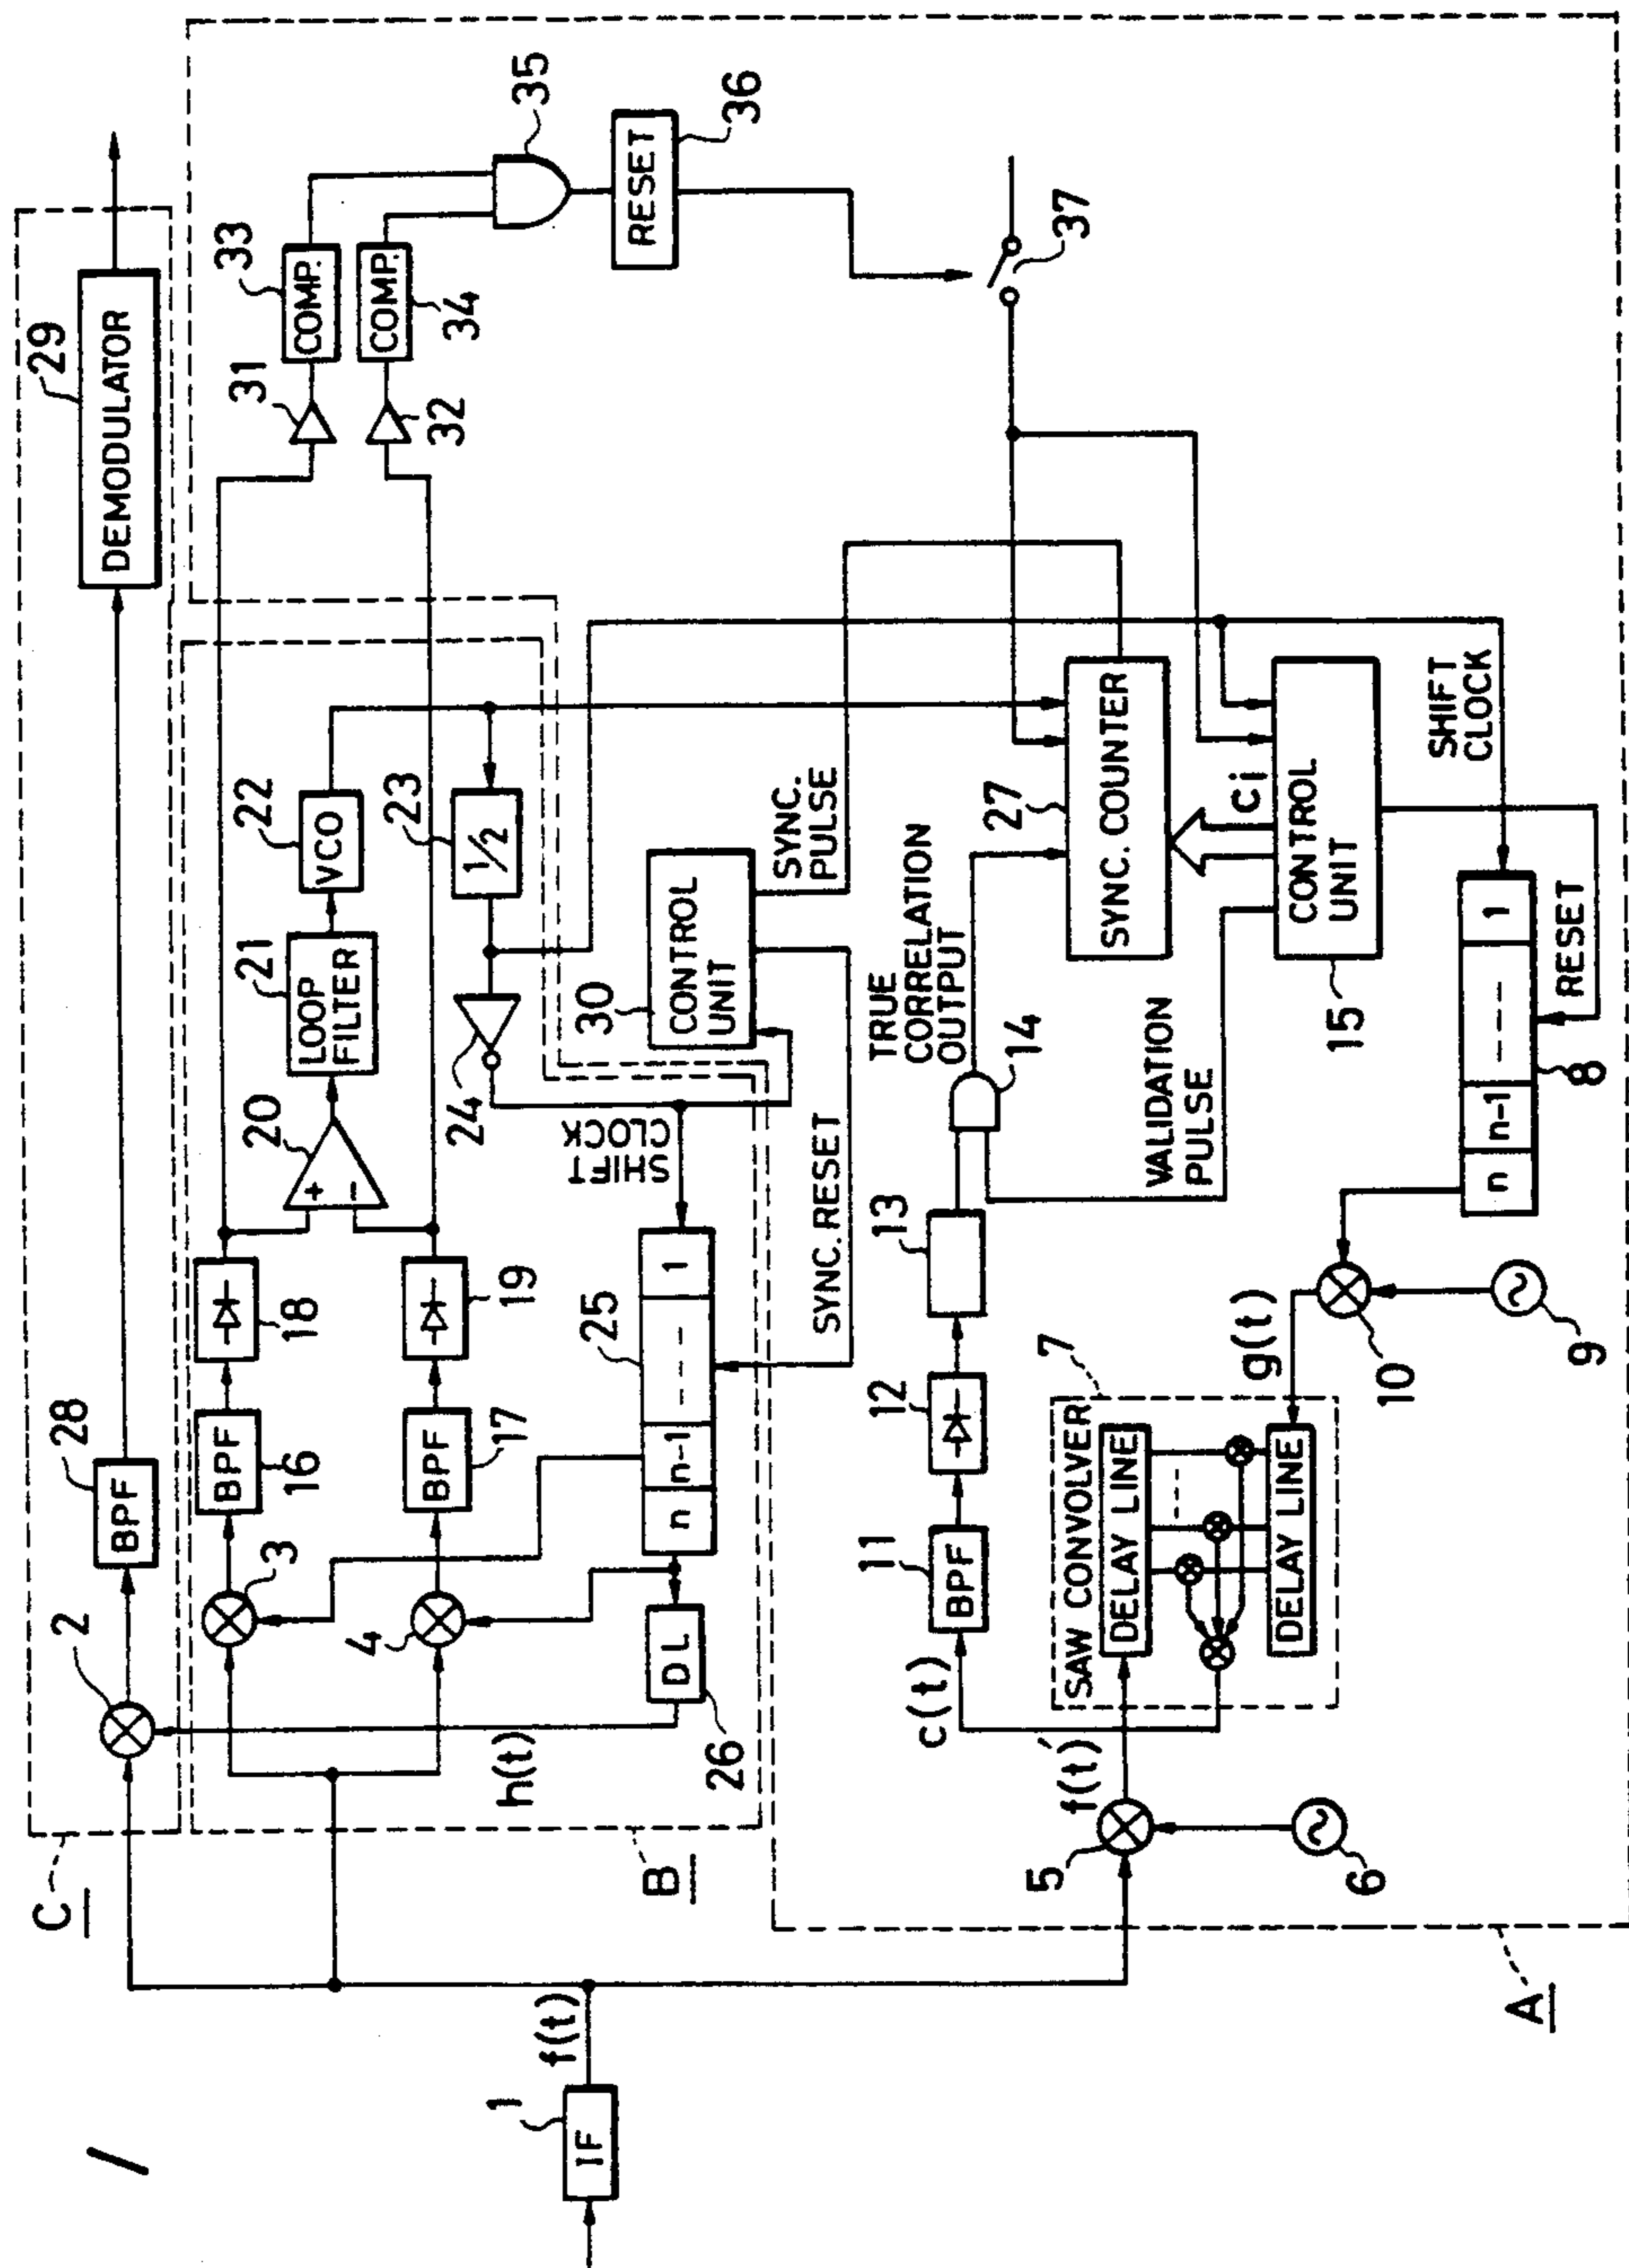 C
2
28
BPF
29
DEMODULATOR
3
BPF
16
18
+
−
20
21
LOOP
FILTER
22
VCO
31
32
33
COMP.
COMP.
34
35
RESET
36
37
4
BPF
17
19
h(t)
DL
26
n
n-1
1
25
SHIFT
CLOCK
24
23
1/2
30
CONTROL
UNIT
SYNC.
PULSE
SYNC. RESET
B
1
IF
f(t)
5
6
f(t)'
c(t)
11
BPF
12
13
14
TRUE
CORRELATION
OUTPUT
VALIDATION
PULSE
27
SYNC. COUNTER
Ci
CONTROL
UNIT
15
SHIFT
CLOCK
SAW CONVOLVER
7
DELAY LINE
DELAY LINE
g(t)
10
9
n
n-1
1
8
RESET
A